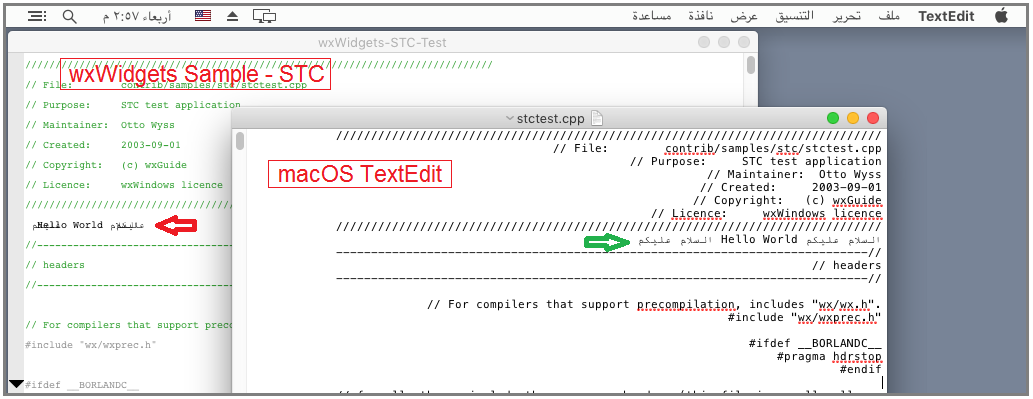 TextEdit ملف تحرير التنسيق عرض نافذة مساعدة
أربعاء ٢:٥٧ م
wxWidgets-STC-Test
wxWidgets Sample - STC
//////////////////////////////////////////////////////////////////////////////
// File: contrib/samples/stc/stctest.cpp
// Purpose: STC test application
// Maintainer: Otto Wyss
// Created: 2003-09-01
// Copyright: (c) wxGuide
// Licence: wxWindows licence
//////////////////////////////////
Hello World
//----------------------------------
// headers
//----------------------------------
// For compilers that support preco
#include "wx/wxprec.h"
#ifdef __BORLANDC__
stctest.cpp
macOS TextEdit
//////////////////////////////////////////////////////////////////////////////
// File: contrib/samples/stc/stctest.cpp
// Purpose: STC test application
// Maintainer: Otto Wyss
// Created: 2003-09-01
// Copyright: (c) wxGuide
// Licence: wxWindows licence
//////////////////////////////////////////////////////////////////////////////
السلام عليكم Hello World السلام عليكم
//----------------------------------------------------------------------------
// headers
//----------------------------------------------------------------------------
// For compilers that support precompilation, includes "wx/wx.h".
#include "wx/wxprec.h"
#ifdef __BORLANDC__
#pragma hdrstop
#endif